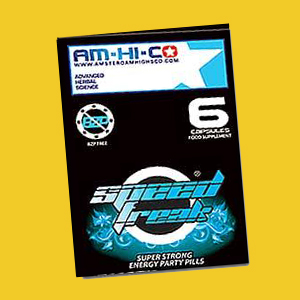 AM-HI-CO
WWW.AMSTERDAMHIGHSCO.COM
ADVANCED
HERBAL
SCIENCE
BZP
BZP FREE
6
CAPSULES
FOOD SUPPLEMENT
speed
freak
®
SUPER STRONG
ENERGY PARTY PILLS